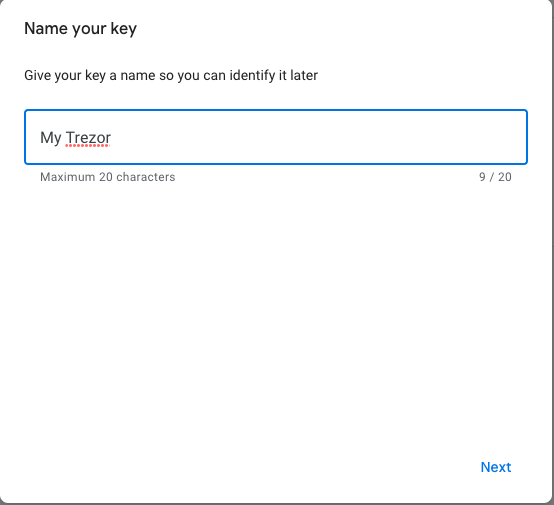 Name your key
Give your key a name so you can identify it later
My Trezor
Maximum 20 characters 9 / 20
Next